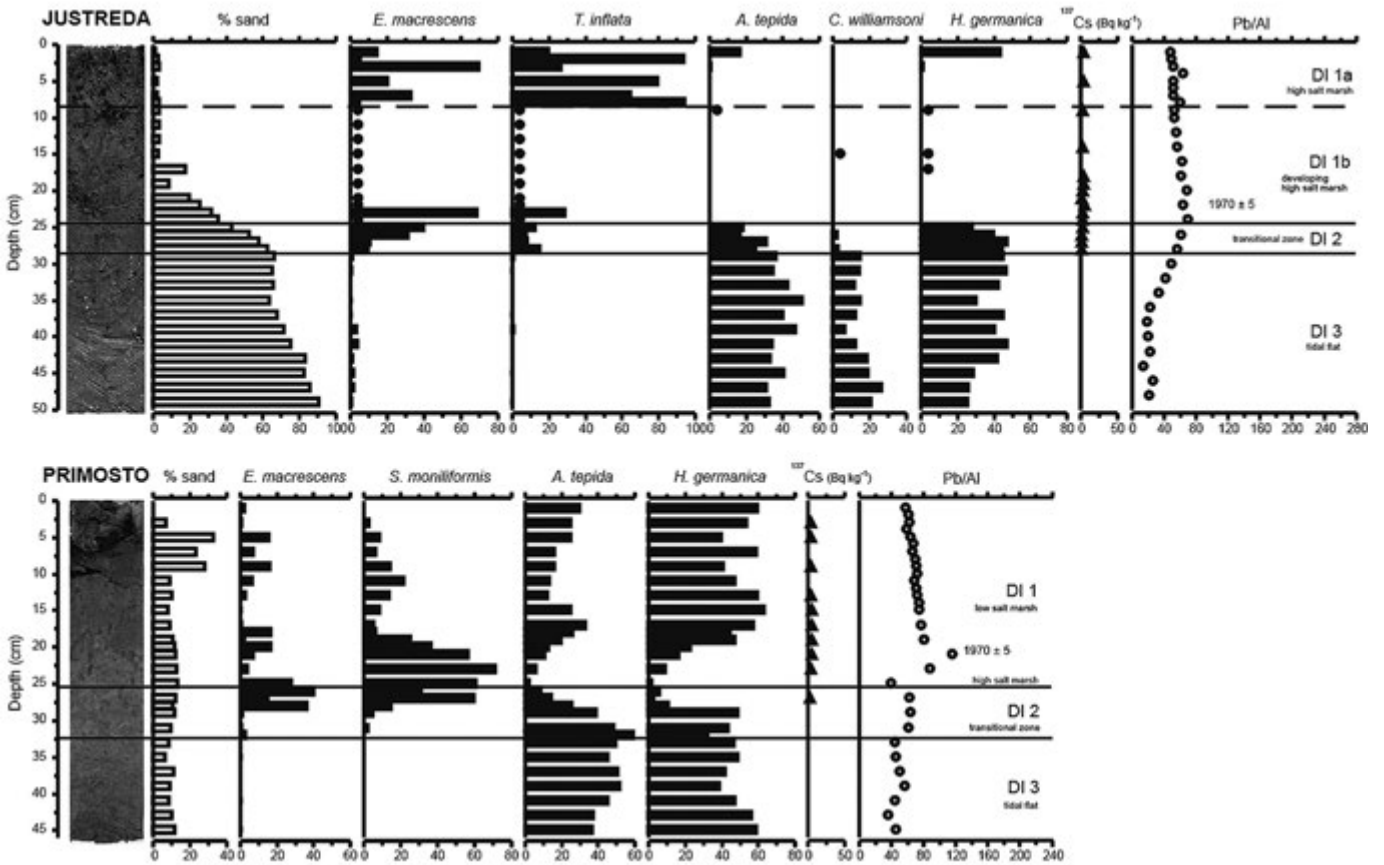 JUSTREDA % sand E. macrescens T. inflata A. tepida C. williamsoni H. germanica ¹³⁷Cs (Bq kg⁻¹) Pb/Al
0
5
10
15
20
25
30
35
40
45
50
Depth (cm)
DI 1a
high salt marsh
DI 1b
developing
high salt marsh
1970 ± 5
transitional zone DI 2
DI 3
tidal flat
0 20 40 60 80 100 0 40 80 0 20 40 60 80 100 0 20 40 60 0 20 40 0 20 40 60 80 0 50 0 40 80 120 160 200 240 280
PRIMOSTO % sand E. macrescens S. moniliformis A. tepida H. germanica ¹³⁷Cs (Bq kg⁻¹) Pb/Al
0
5
10
15
20
25
30
35
40
45
Depth (cm)
DI 1
low salt marsh
1970 ± 5
high salt marsh
DI 2
transitional zone
DI 3
tidal flat
0 20 40 0 20 40 60 0 20 40 60 80 0 20 40 60 0 20 40 60 80 0 50 0 40 80 120 160 200 240